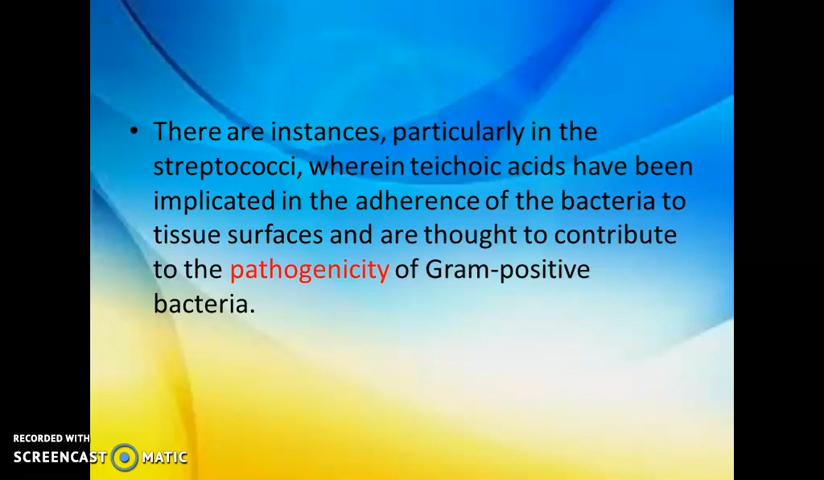 • There are instances, particularly in the
streptococci, wherein teichoic acids have been
implicated in the adherence of the bacteria to
tissue surfaces and are thought to contribute
to the pathogenicity of Gram-positive
bacteria.
RECORDED WITH
SCREENCAST MATIC